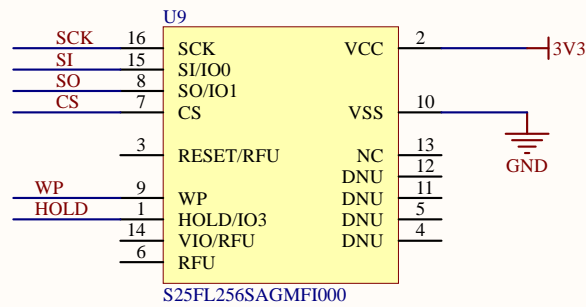 U9
SCK 16 SCK VCC 2 3V3
SI 15 SI/IO0
SO 8 SO/IO1
CS 7 CS VSS 10
GND
3 RESET/RFU NC 13
DNU 12
WP 9 WP DNU 11
HOLD 1 HOLD/IO3 DNU 5
14 VIO/RFU DNU 4
6 RFU
S25FL256SAGMFI000